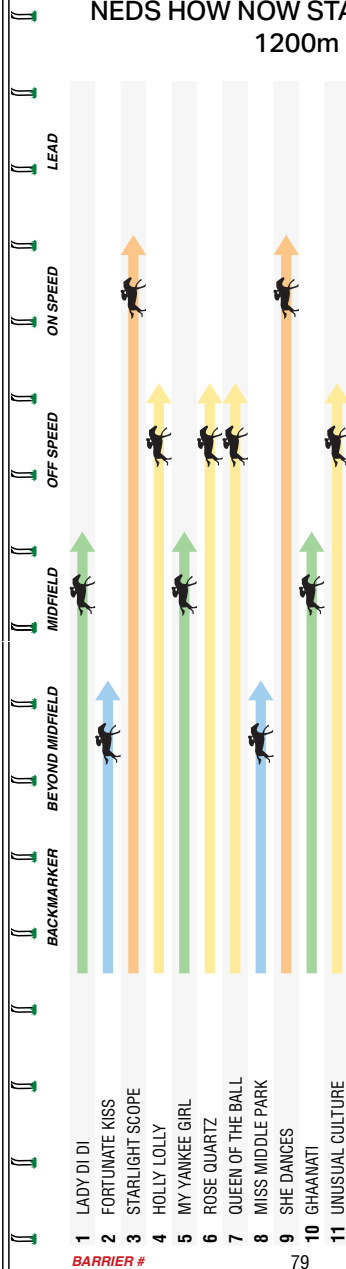 NEDS HOW NOW STA
1200m
LEAD
ON SPEED
OFF SPEED
MIDFIELD
BEYOND MIDFIELD
BACKMARKER
1 LADY DI DI
2 FORTUNATE KISS
3 STARLIGHT SCOPE
4 HOLLY LOLLY
5 MY YANKEE GIRL
6 ROSE QUARTZ
7 QUEEN OF THE BALL
8 MISS MIDDLE PARK
9 SHE DANCES
10 GHAANATI
11 UNUSUAL CULTURE
BARRIER #
79